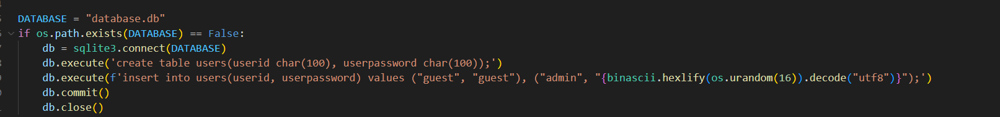 DATABASE = "database.db"
if os.path.exists(DATABASE) == False:
    db = sqlite3.connect(DATABASE)
    db.execute('create table users(userid char(100), userpassword char(100));')
    db.execute(f'insert into users(userid, userpassword) values ("guest", "guest"), ("admin", "{binascii.hexlify(os.urandom(16)).decode("utf8")}");')
    db.commit()
    db.close()